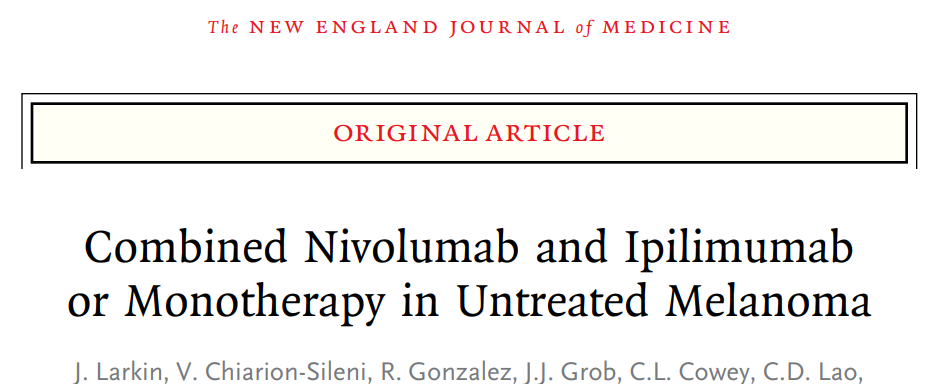 The NEW ENGLAND JOURNAL of MEDICINE
ORIGINAL ARTICLE
Combined Nivolumab and Ipilimumab
or Monotherapy in Untreated Melanoma
J. Larkin, V. Chiarion-Sileni, R. Gonzalez, J.J. Grob, C.L. Cowey, C.D. Lao,